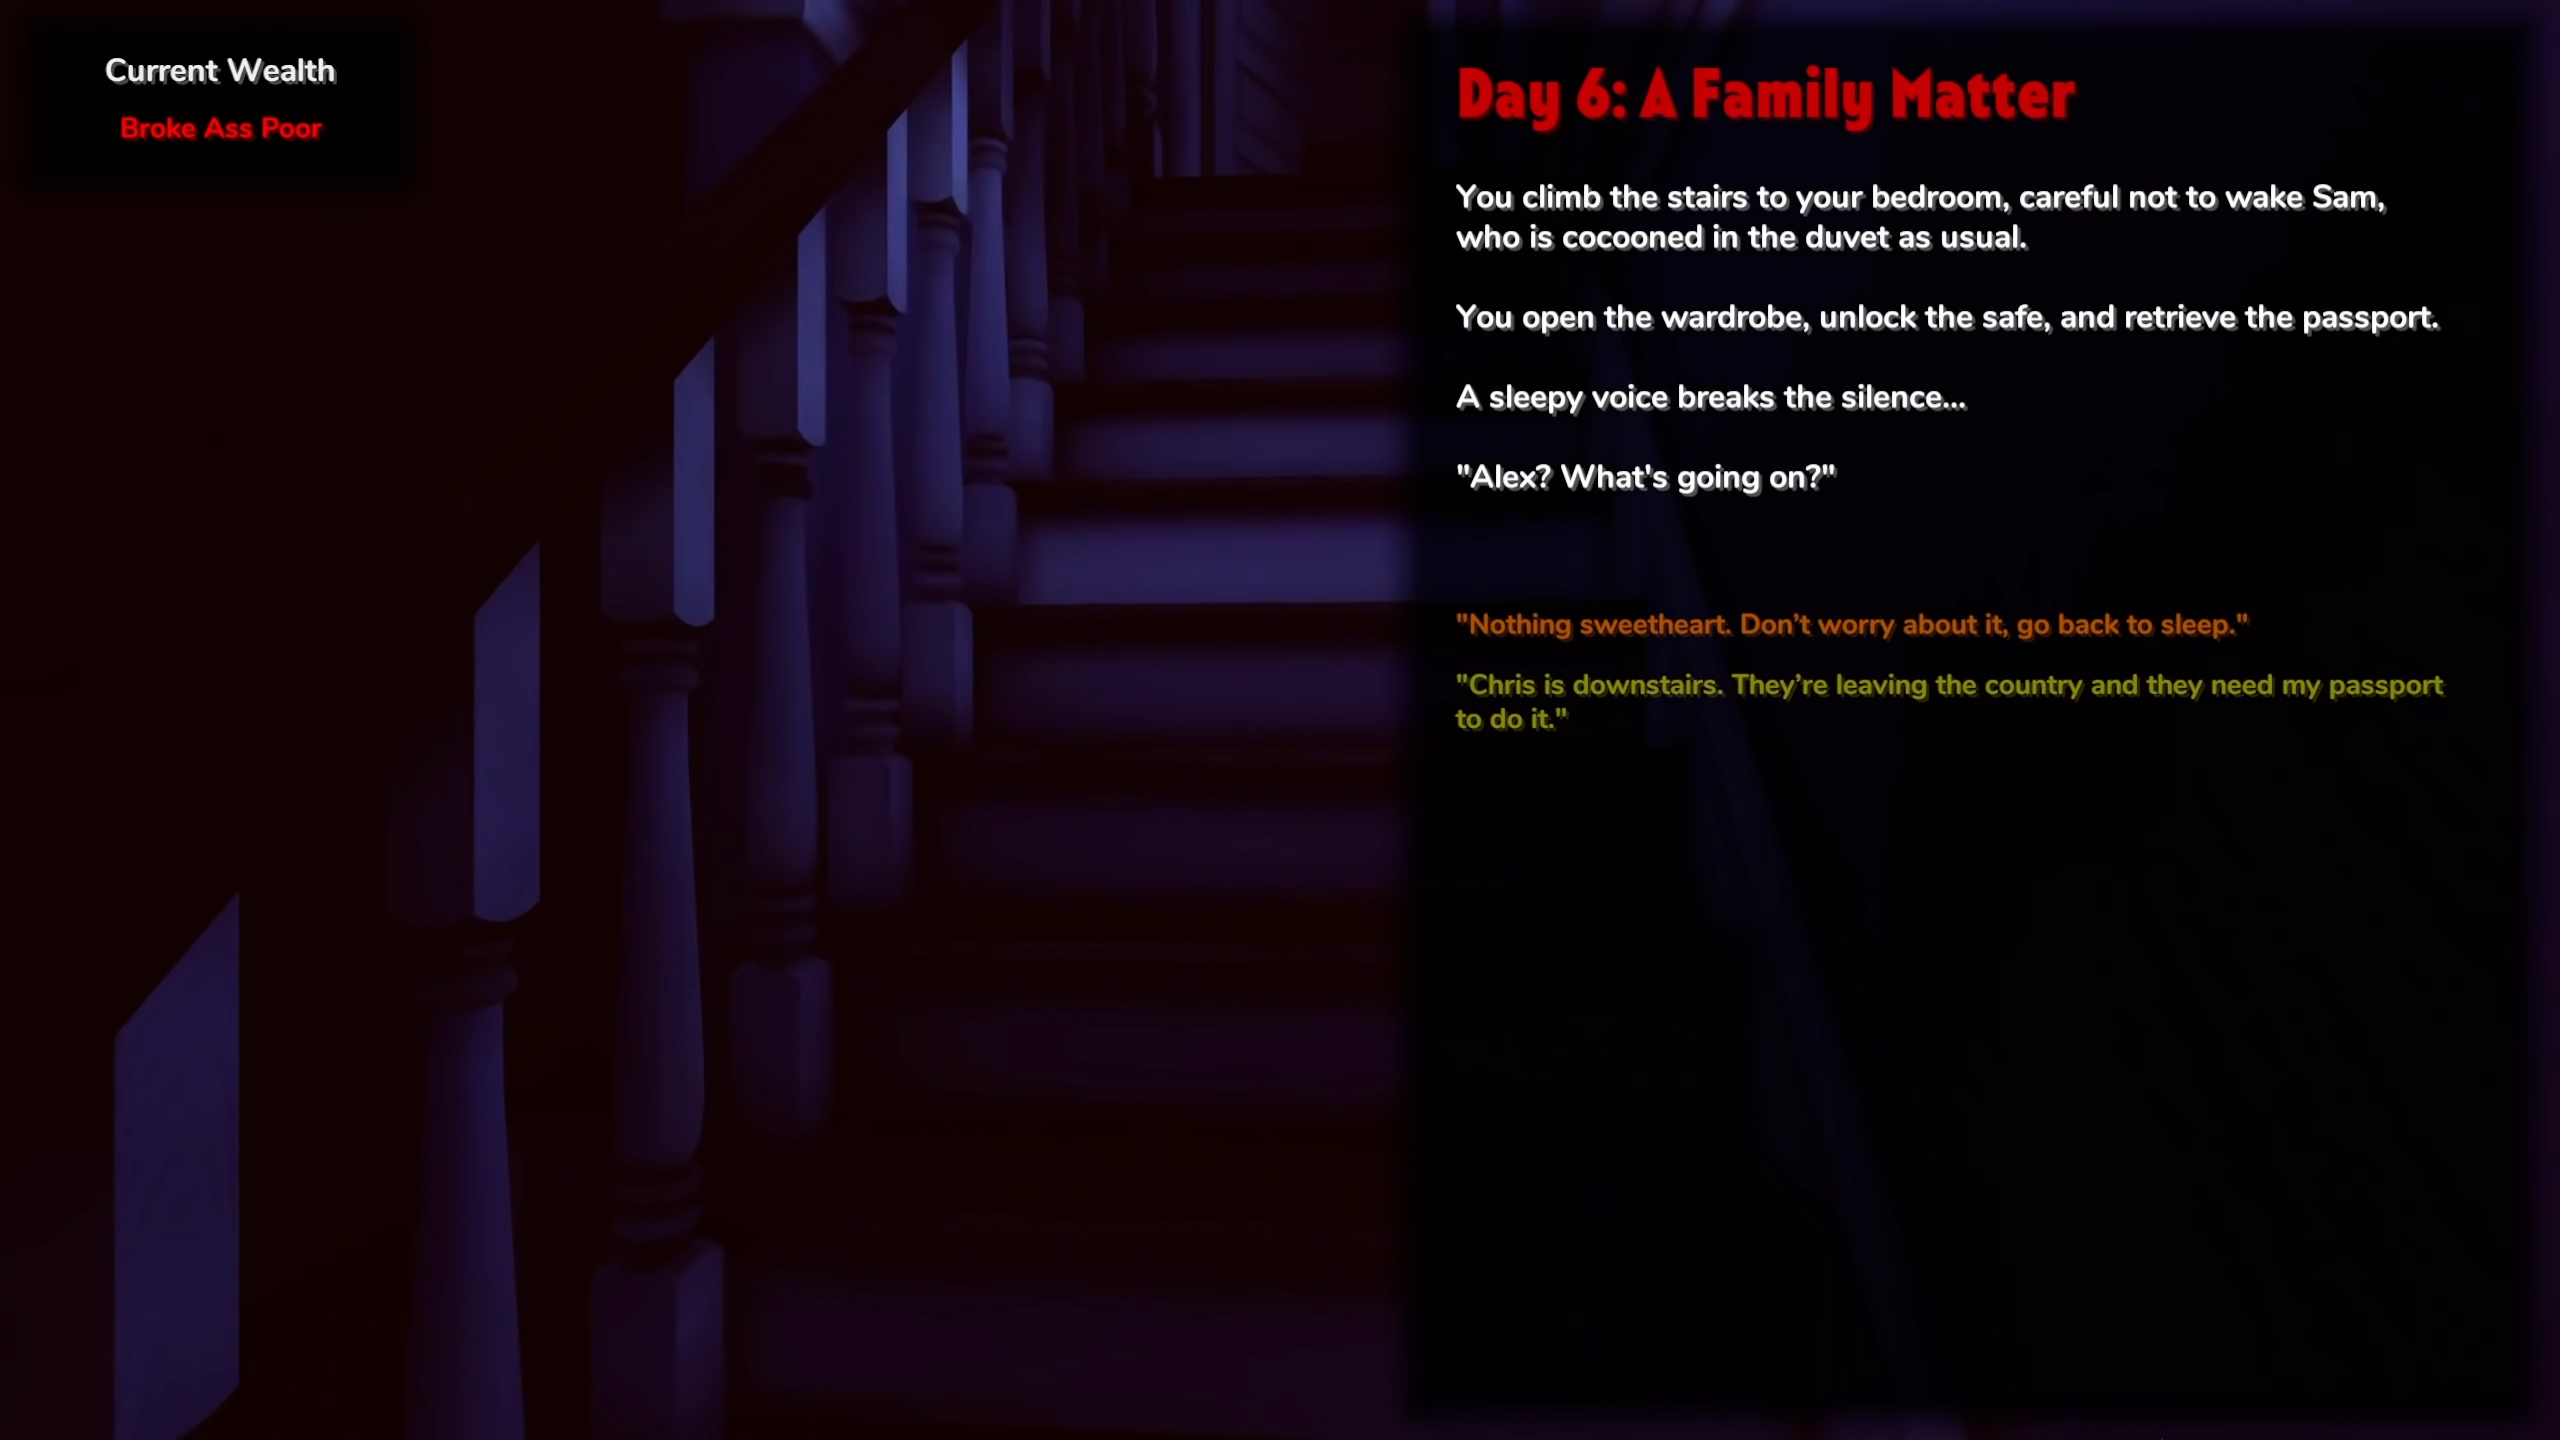 Current Wealth
Broke Ass Poor
Day 6: A Family Matter
You climb the stairs to your bedroom, careful not to wake Sam,
who is cocooned in the duvet as usual.
You open the wardrobe, unlock the safe, and retrieve the passport.
A sleepy voice breaks the silence...
"Alex? What's going on?"
"Nothing sweetheart. Don’t worry about it, go back to sleep."
"Chris is downstairs. They’re leaving the country and they need my passport
to do it."